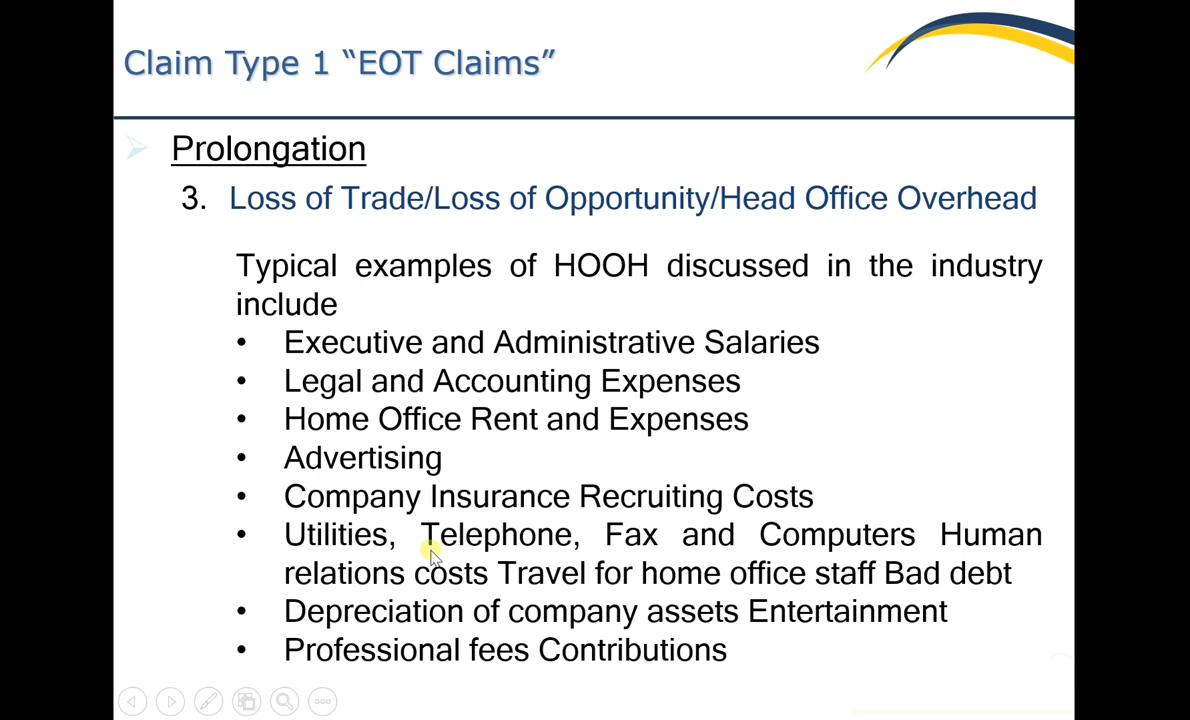 Claim Type 1 “EOT Claims”
Prolongation
3. Loss of Trade/Loss of Opportunity/Head Office Overhead
Typical examples of HOOH discussed in the industry
include
• Executive and Administrative Salaries
• Legal and Accounting Expenses
• Home Office Rent and Expenses
• Advertising
• Company Insurance Recruiting Costs
• Utilities, Telephone, Fax and Computers Human
relations costs Travel for home office staff Bad debt
• Depreciation of company assets Entertainment
• Professional fees Contributions